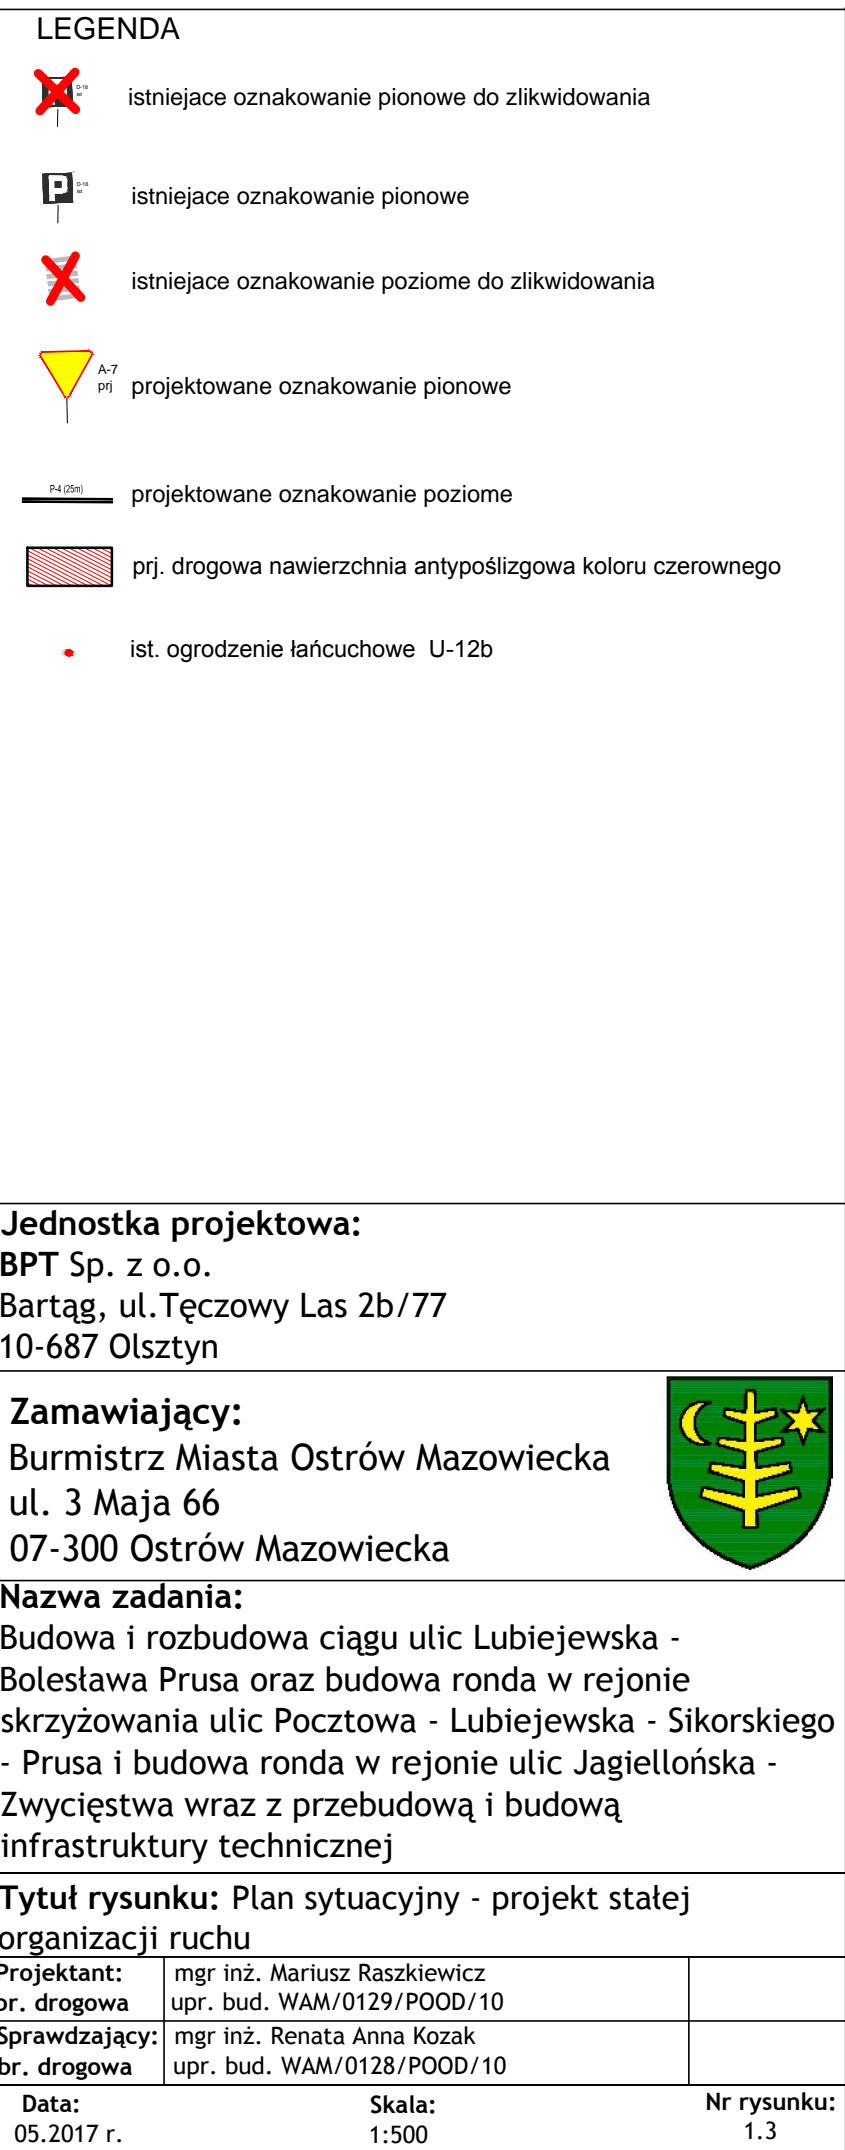 LEGENDA
D-18
ist
istniejace oznakowanie pionowe do zlikwidowania
P
D-18
ist
istniejace oznakowanie pionowe
istniejace oznakowanie poziome do zlikwidowania
A-7
prj
projektowane oznakowanie pionowe
P-4 (25m)
projektowane oznakowanie poziome
prj. drogowa nawierzchnia antypoślizgowa koloru czerownego
ist. ogrodzenie łańcuchowe U-12b
Jednostka projektowa:
BPT Sp. z o.o.
Bartąg, ul.Tęczowy Las 2b/77
10-687 Olsztyn
Zamawiający:
Burmistrz Miasta Ostrów Mazowiecka
ul. 3 Maja 66
07-300 Ostrów Mazowiecka
Nazwa zadania:
Budowa i rozbudowa ciągu ulic Lubiejewska -
Bolesława Prusa oraz budowa ronda w rejonie
skrzyżowania ulic Pocztowa - Lubiejewska - Sikorskiego
- Prusa i budowa ronda w rejonie ulic Jagiellońska -
Zwycięstwa wraz z przebudową i budową
infrastruktury technicznej
Tytuł rysunku: Plan sytuacyjny - projekt stałej
organizacji ruchu
Projektant:
br. drogowa
mgr inż. Mariusz Raszkiewicz
upr. bud. WAM/0129/POOD/10
Sprawdzający:
br. drogowa
mgr inż. Renata Anna Kozak
upr. bud. WAM/0128/POOD/10
Data:
05.2017 r.
Skala:
1:500
Nr rysunku:
1.3